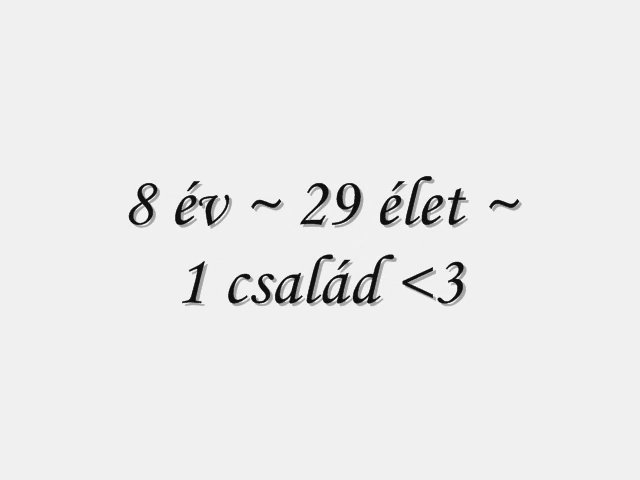 8 év ~ 29 élet ~
1 család <3